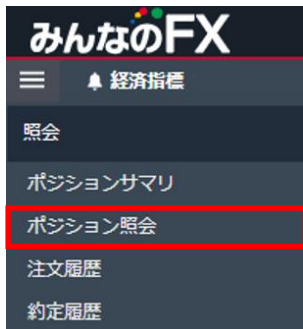 みんなのFX
経済指標
照会
ポジションサマリ
ポジション照会
注文履歴
約定履歴